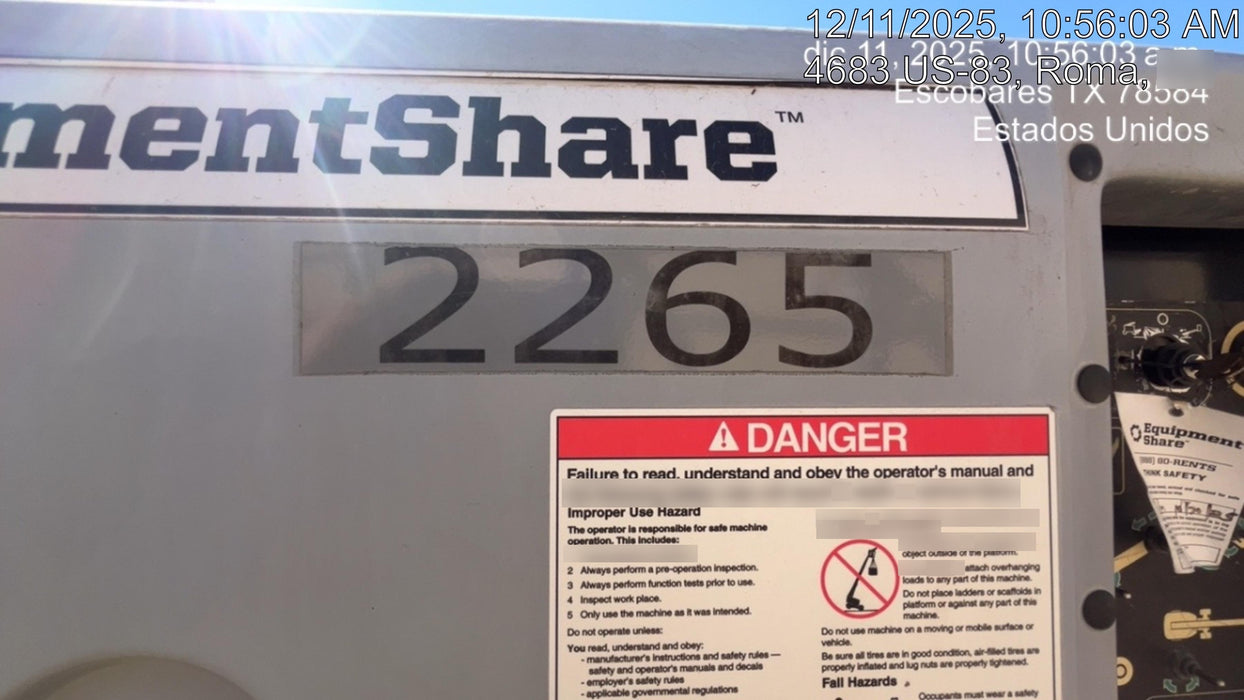 12/11/2025, 10:56:03 AM
dic 11, 2025, 10:56:03 a. m.
4683 US-83, Roma,
Escobares TX 78584
Estados Unidos
mentShare™
2265
DANGER
Failure to read, understand and obey the operator's manual and
Improper Use Hazard
The operator is responsible for safe machine
operation. This includes:
2 Always perform a pre-operation inspection.
3 Always perform function tests prior to use.
4 Inspect work place.
5 Only use the machine as it was intended.
Do not operate unless:
You read, understand and obey:
- manufacturer's instructions and safety rules —
safety and operator's manuals and decals
- employer's safety rules
- applicable governmental regulations
object outside of the platform.
attach overhanging
loads to any part of this machine.
Do not place ladders or scaffolds in
platform or against any part of this
machine.
Do not use machine on a moving or mobile surface or
vehicle.
Be sure all tires are in good condition, air-filled tires are
properly inflated and lug nuts are properly tightened.
Fall Hazards
Occupants must wear a safety
Equipment
Share™
(888) 80-RENTS
THINK SAFETY